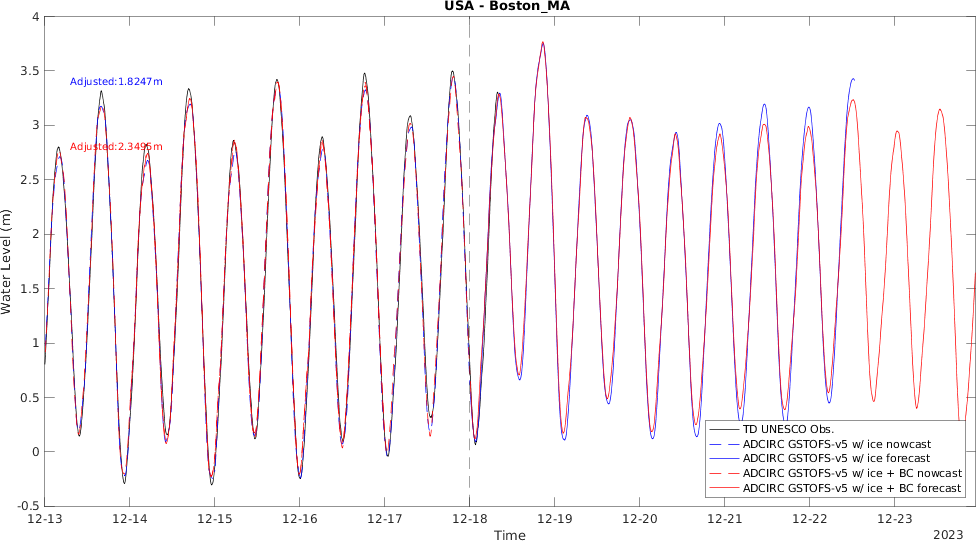 USA - Boston_MA
4
3.5
3
2.5
2
1.5
1
0.5
0
-0.5
Water Level (m)
Adjusted:1.8247m
Adjusted:2.3495m
TD UNESCO Obs.
ADCIRC GSTOFS-v5 w/ ice nowcast
ADCIRC GSTOFS-v5 w/ ice forecast
ADCIRC GSTOFS-v5 w/ ice + BC nowcast
ADCIRC GSTOFS-v5 w/ ice + BC forecast
12-13 12-14 12-15 12-16 12-17 12-18 12-19 12-20 12-21 12-22 12-23
Time
2023